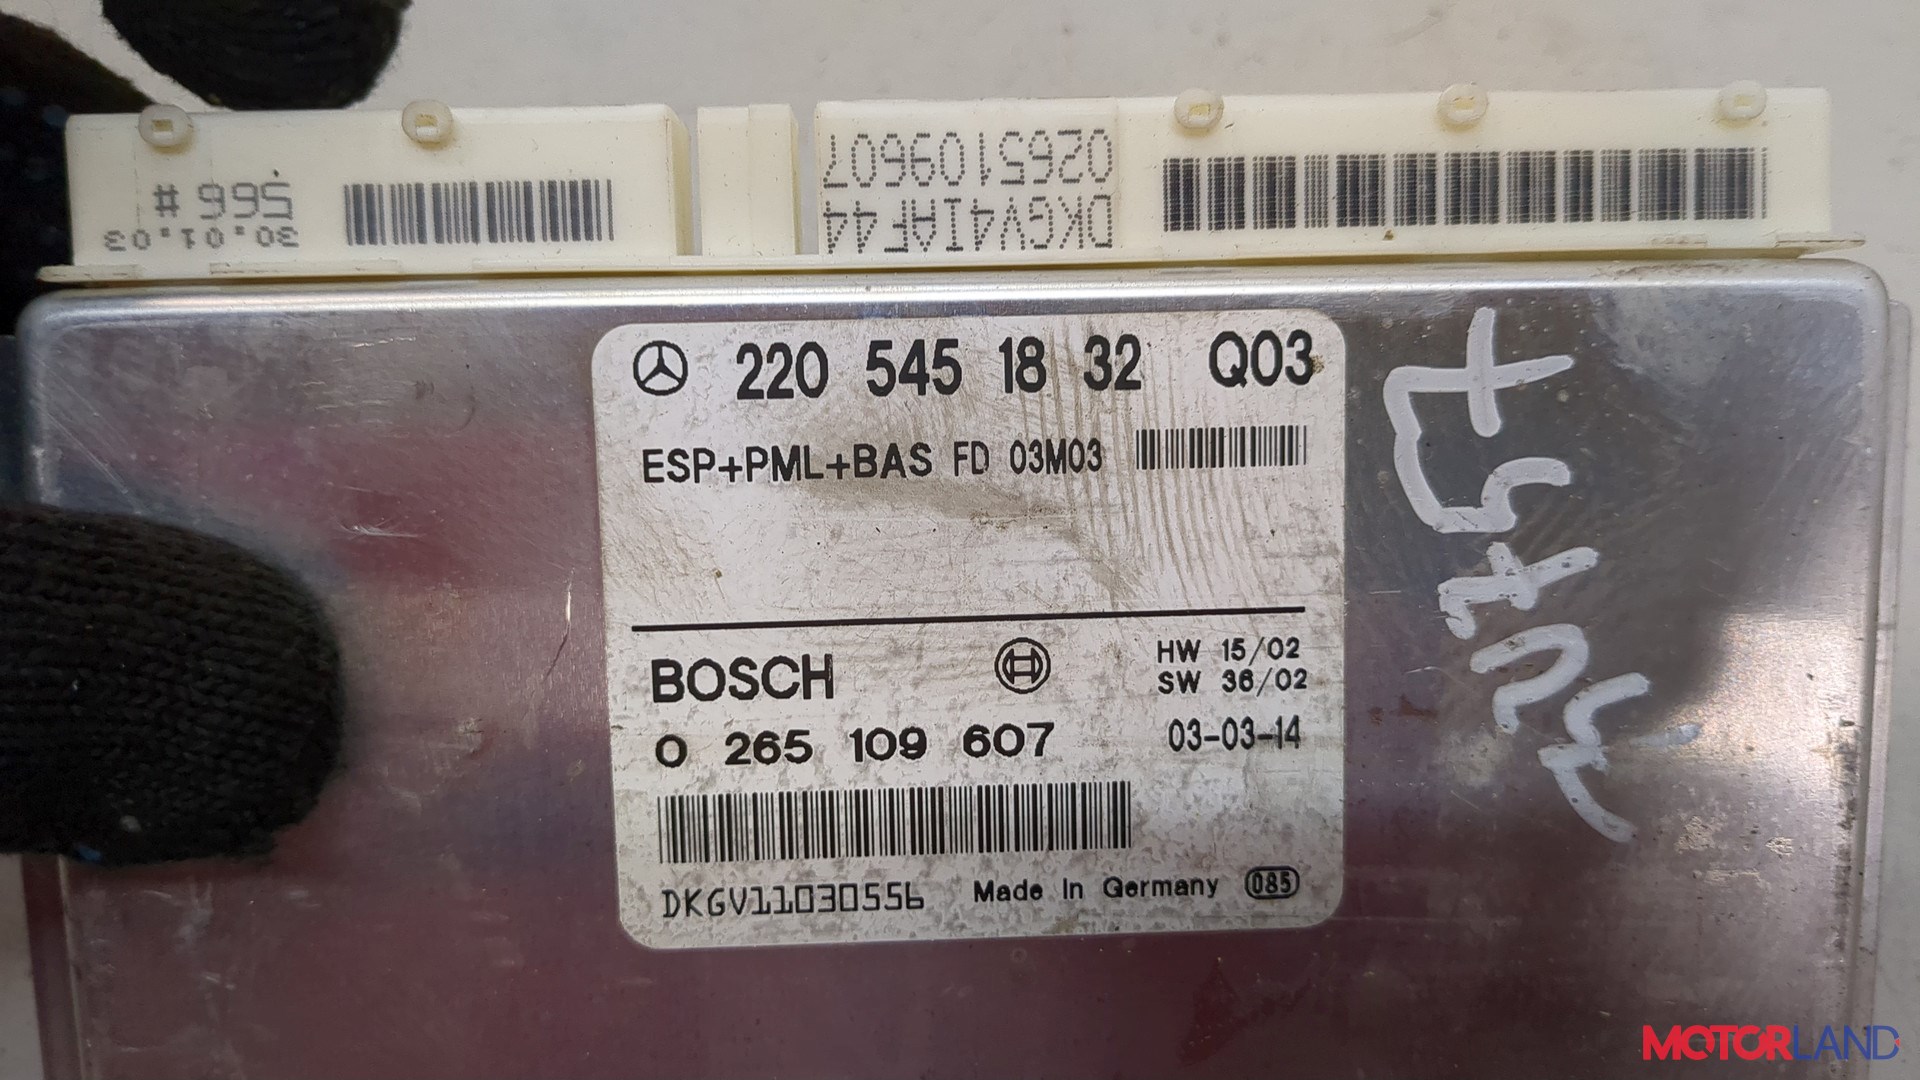 566 #
30.01.03
0265109607
DKGV4IAF44
220 545 18 32 Q03
ESP+PML+BAS FD 03M03
BOSCH
HW 15/02
SW 36/02
0 265 109 607
03-03-14
DKGV11030556
Made In Germany 085
MOTORLAND